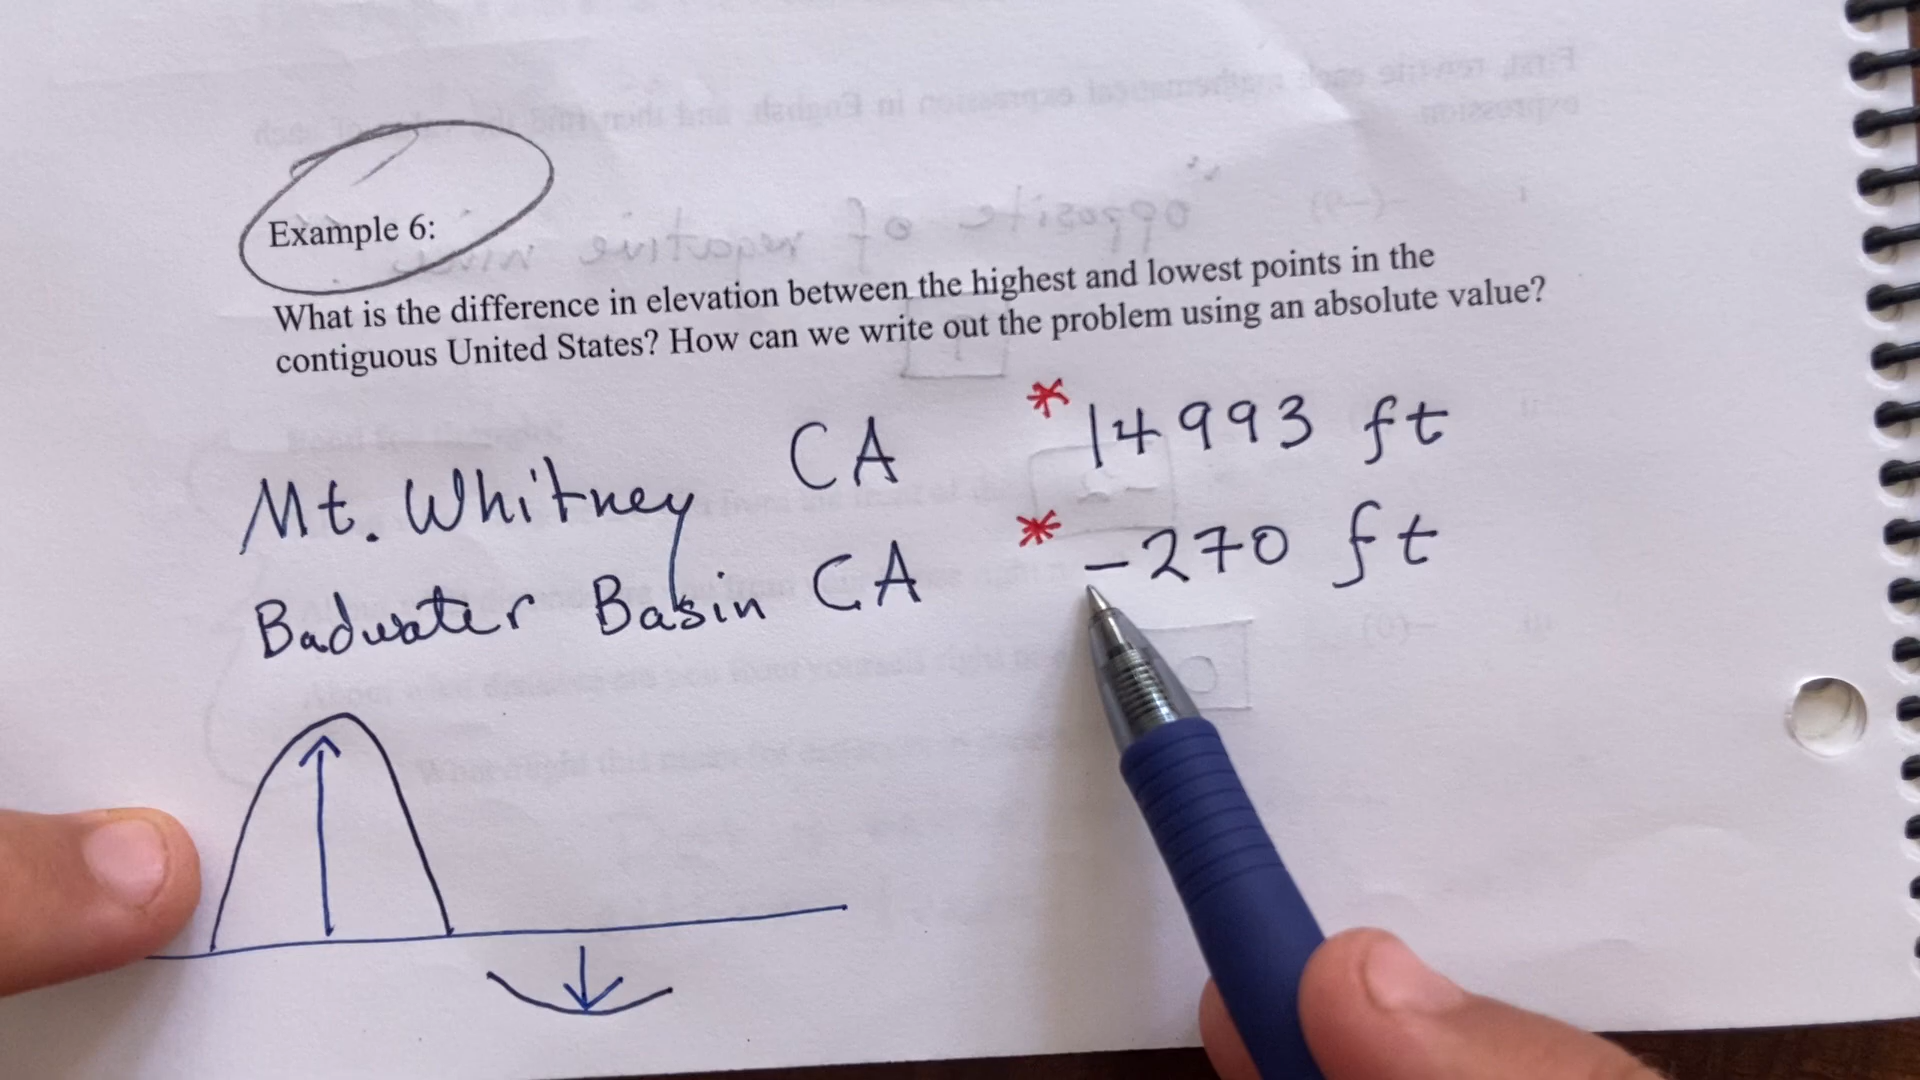 Example 6:
What is the difference in elevation between the highest and lowest points in the
contiguous United States? How can we write out the problem using an absolute value?
Mt. Whitney CA * 14993 ft
Badwater Basin CA * -270 ft